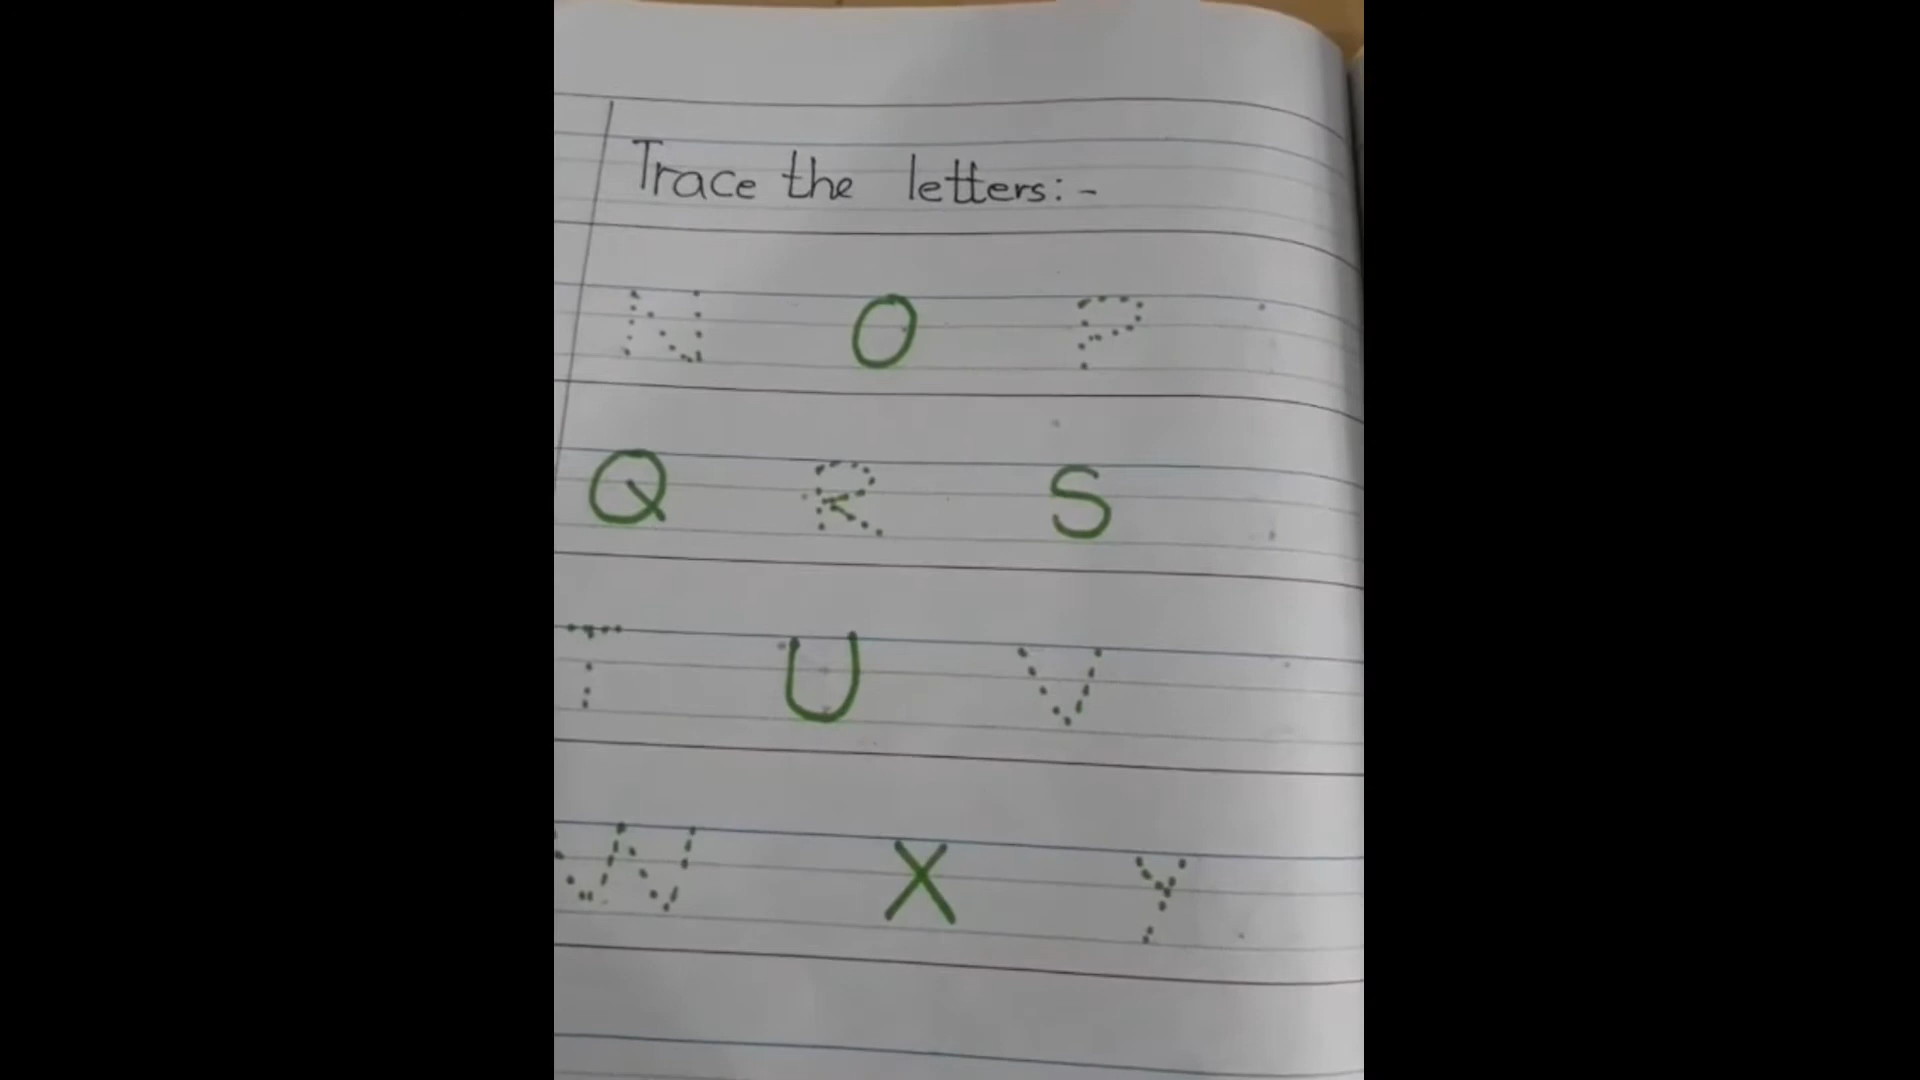 Trace the letters:-
N O P
Q R S
T U V
W X Y